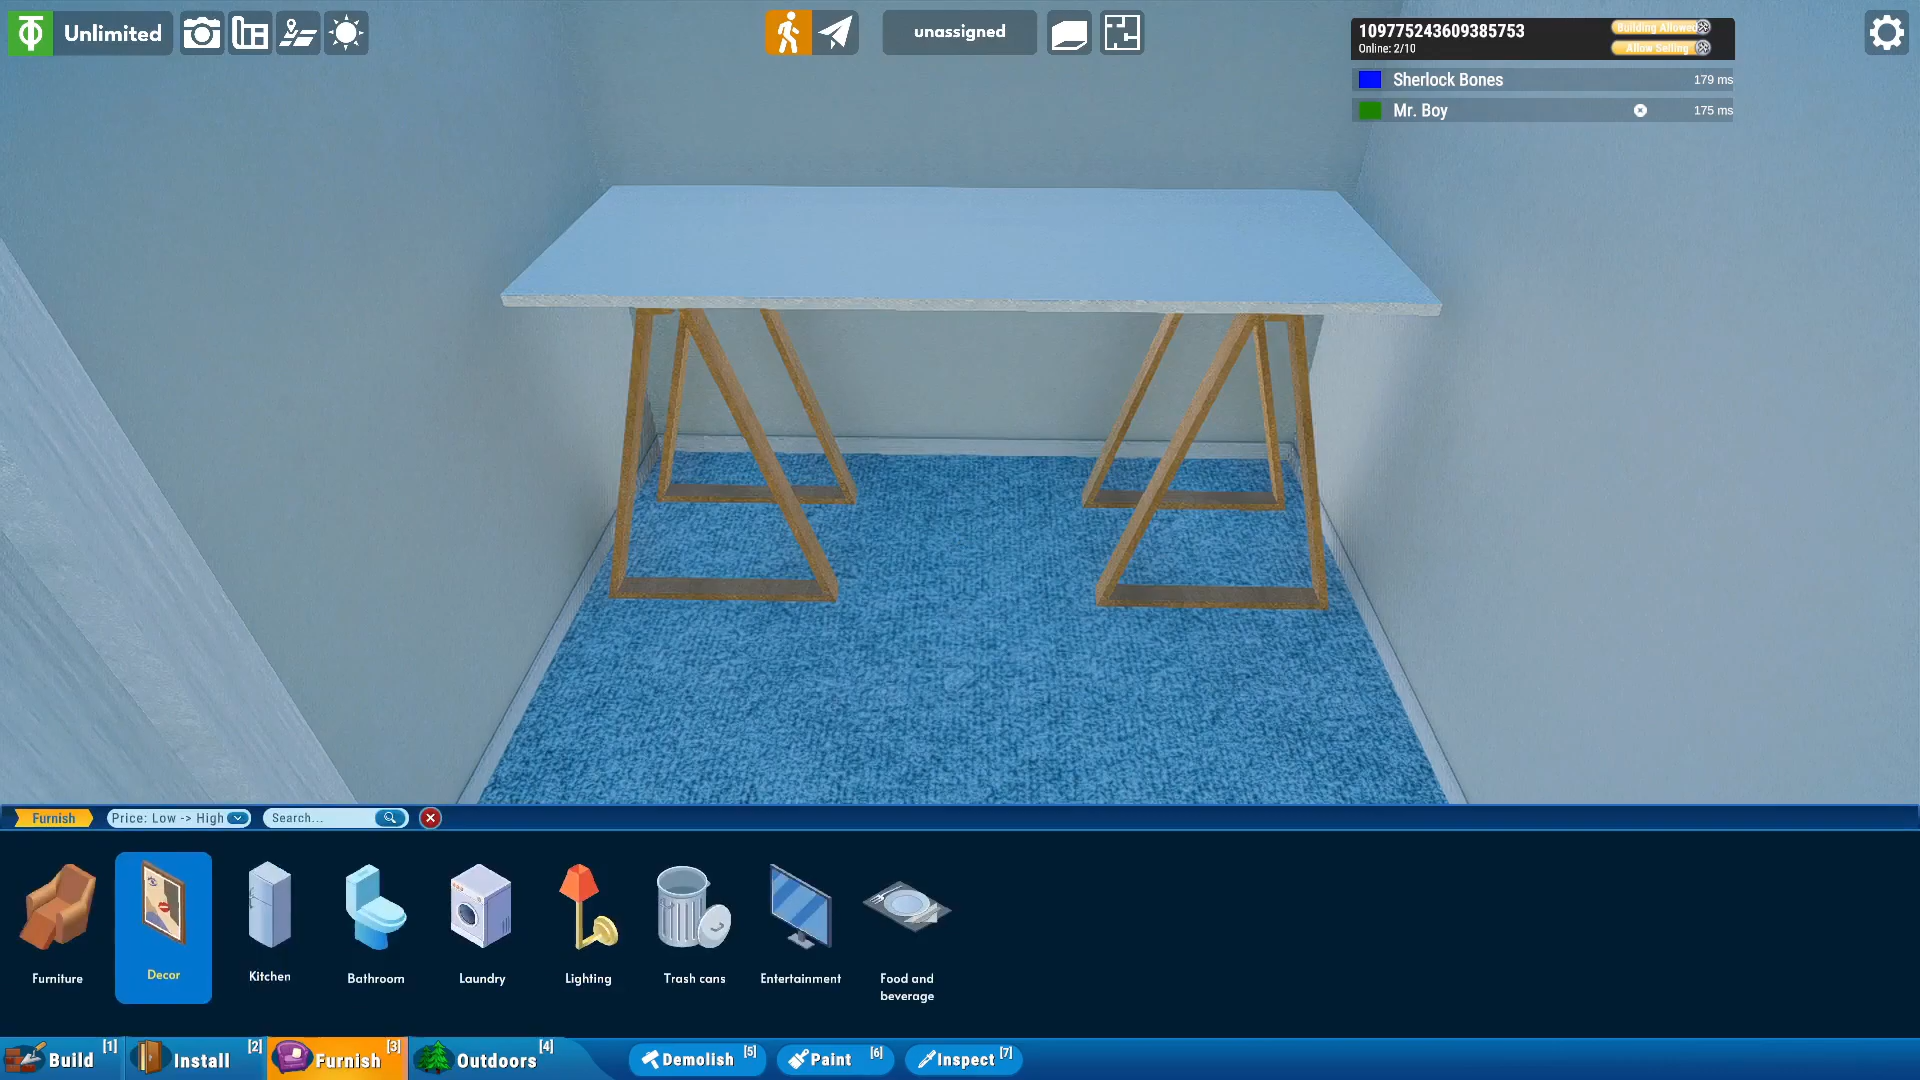 Unlimited
unassigned
109775243609385753
Building Allowed
Online: 2/10
Allow Selling
Sherlock Bones
179 ms
Mr. Boy
175 ms
Furnish
Price: Low -> High
Search...
Furniture
Decor
Kitchen
Bathroom
Laundry
Lighting
Trash cans
Entertainment
Food and
beverage
Build [1]
Install [2]
Furnish [3]
Outdoors [4]
Demolish [5]
Paint [6]
Inspect [7]